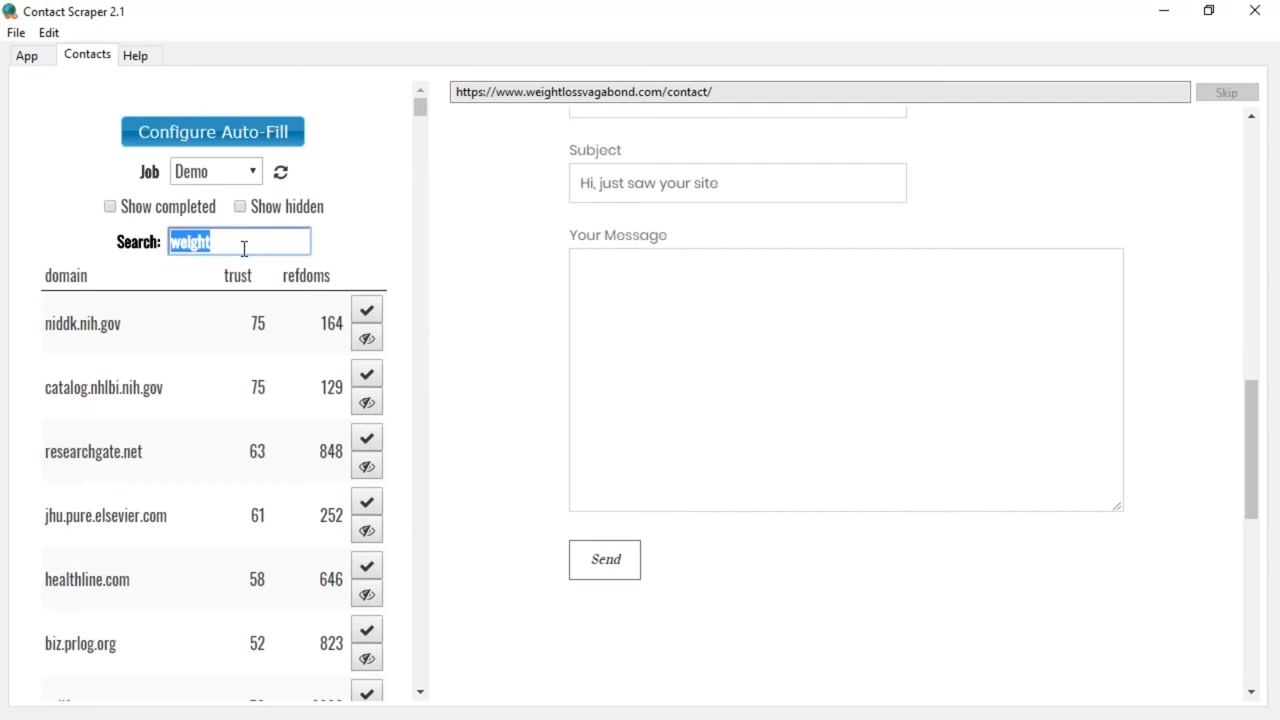 Contact Scraper 2.1
File Edit
App Contacts Help
https://www.weightlossvagabond.com/contact/ Skip
Configure Auto-Fill
Job Demo
Show completed Show hidden
Search: weight
domain trust refdoms
niddk.nih.gov 75 164
catalog.nhlbi.nih.gov 75 129
researchgate.net 63 848
jhu.pure.elsevier.com 61 252
healthline.com 58 646
biz.prlog.org 52 823
Subject
Hi, just saw your site
Your Message
Send